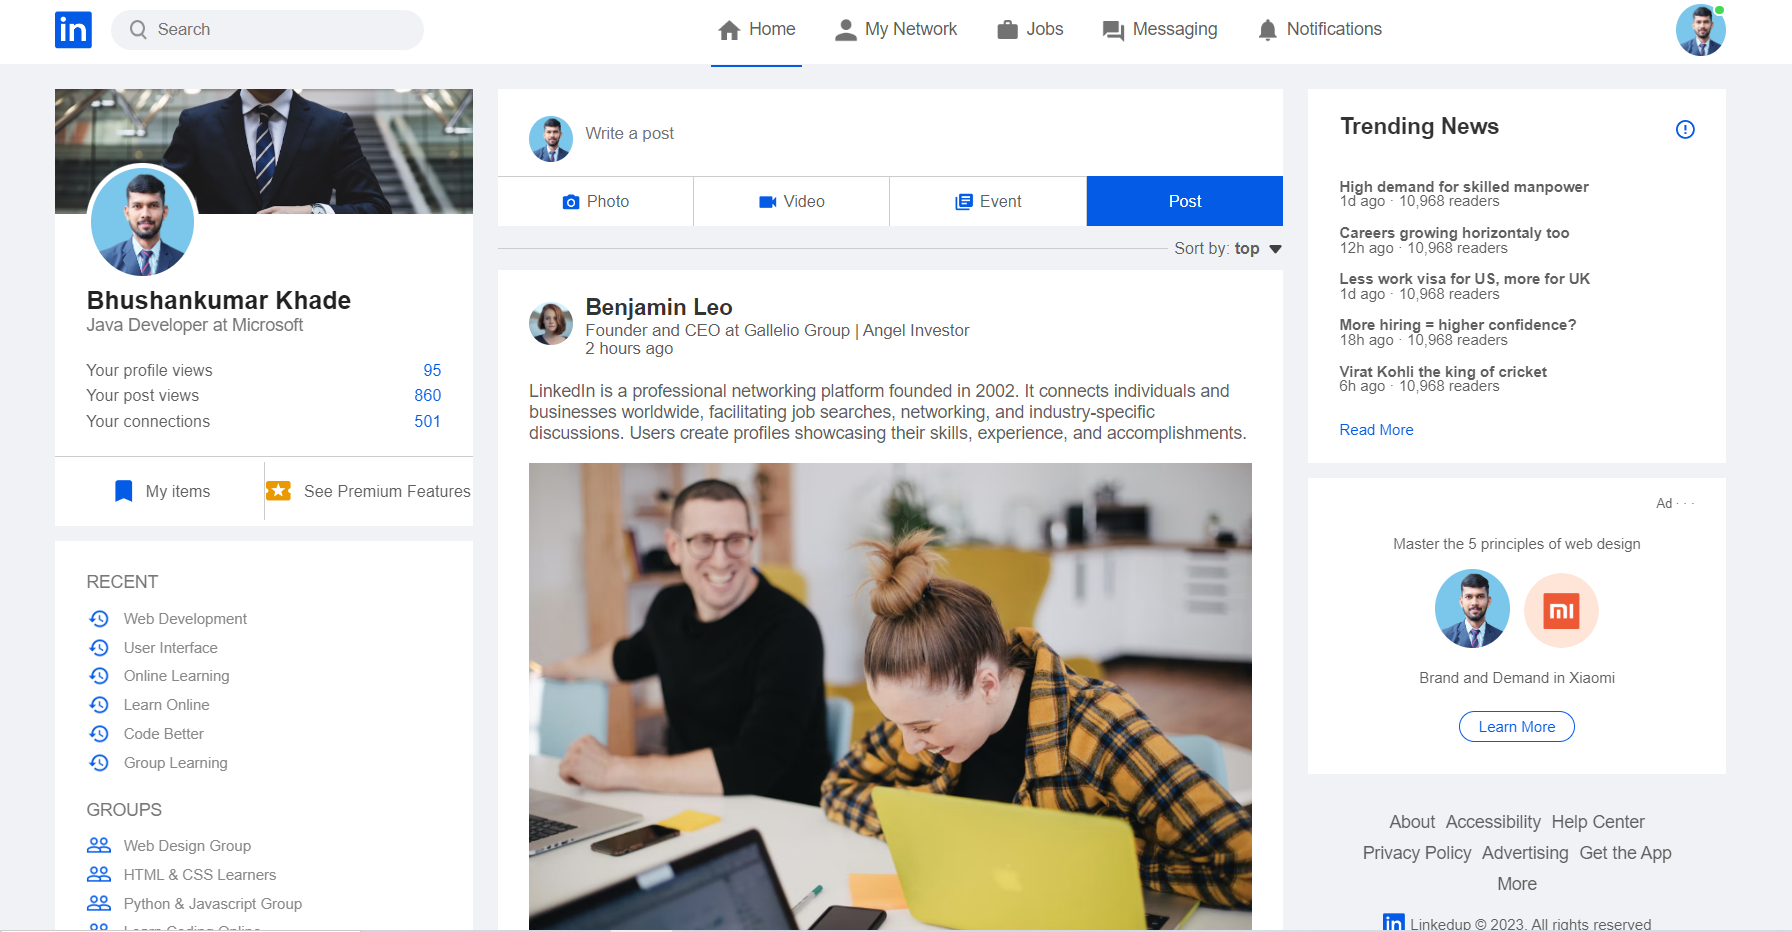 in Search Home My Network Jobs Messaging Notifications
Bhushankumar Khade
Java Developer at Microsoft
Your profile views 95
Your post views 860
Your connections 501
My items See Premium Features
RECENT
Web Development
User Interface
Online Learning
Learn Online
Code Better
Group Learning
GROUPS
Web Design Group
HTML & CSS Learners
Python & Javascript Group
Learn Coding Online
Write a post
Photo Video Event Post
Sort by: top
Benjamin Leo
Founder and CEO at Gallelio Group | Angel Investor
2 hours ago
LinkedIn is a professional networking platform founded in 2002. It connects individuals and
businesses worldwide, facilitating job searches, networking, and industry-specific
discussions. Users create profiles showcasing their skills, experience, and accomplishments.
Trending News
High demand for skilled manpower
1d ago · 10,968 readers
Careers growing horizontaly too
12h ago · 10,968 readers
Less work visa for US, more for UK
1d ago · 10,968 readers
More hiring = higher confidence?
18h ago · 10,968 readers
Virat Kohli the king of cricket
6h ago · 10,968 readers
Read More
Ad · · ·
Master the 5 principles of web design
mi
Brand and Demand in Xiaomi
Learn More
About Accessibility Help Center
Privacy Policy Advertising Get the App
More
in Linkedup © 2023. All rights reserved